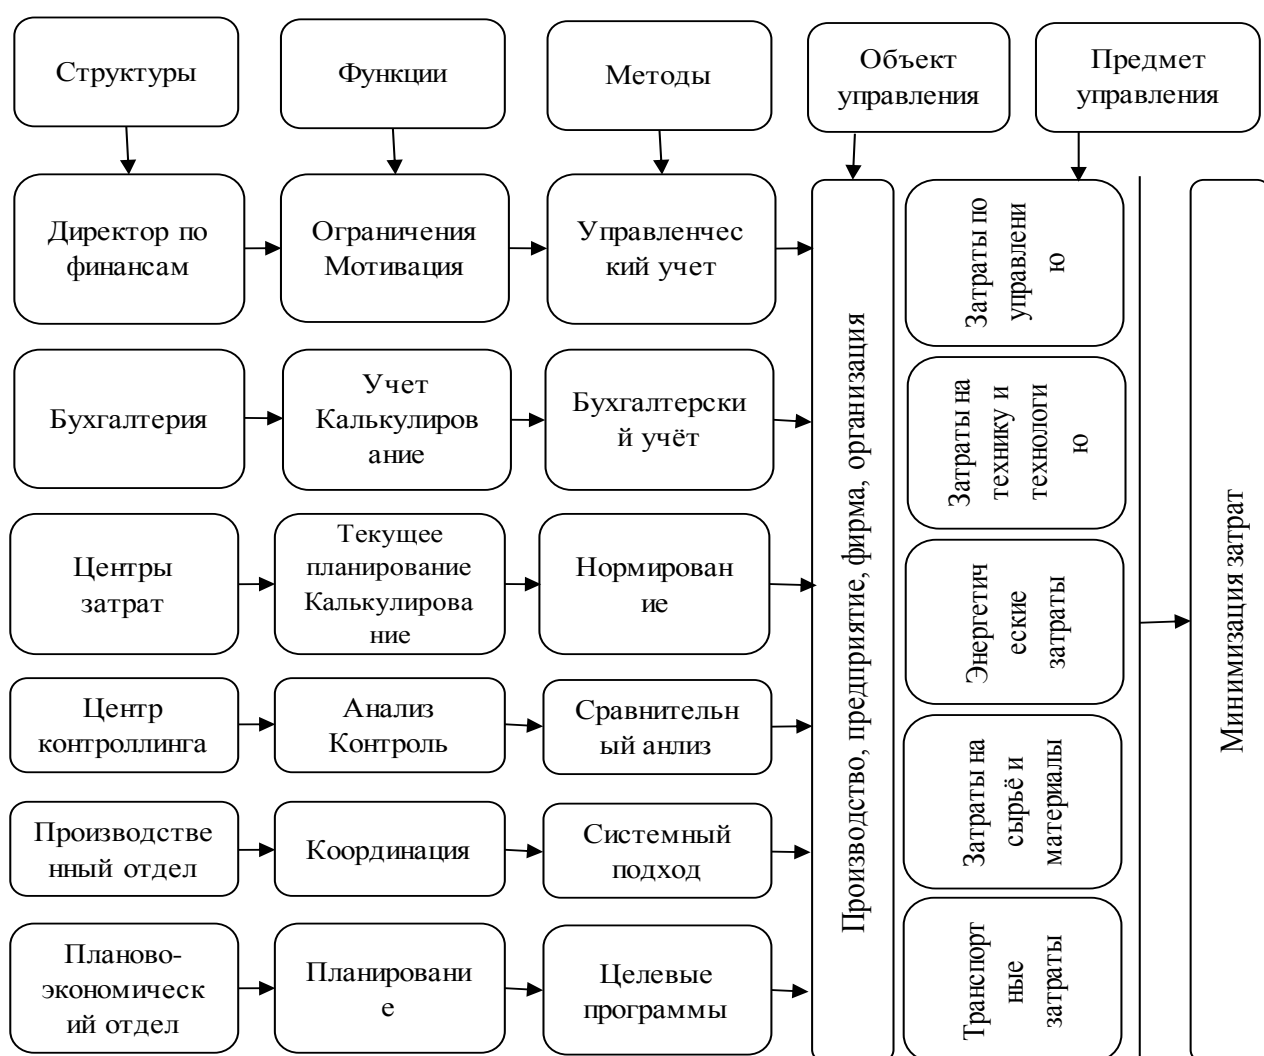 Структуры
Функции
Методы
Объект
управления
Предмет
управления
Директор по
финансам
Ограничения
Мотивация
Управленчес
кий учет
Бухгалтерия
Учет
Калькулиров
ание
Бухгалтерски
й учёт
Центры
затрат
Текущее
планирование
Калькулирова
ние
Нормирован
ие
Центр
контроллинга
Анализ
Контроль
Сравнительн
ый анлиз
Производстве
нный отдел
Координация
Системный
подход
Планово-
экономическ
ий отдел
Планировани
е
Целевые
программы
Производство, предприятие, фирма, организация
Затраты по
управлени
ю
Затраты на
технику и
технологи
ю
Энергетич
еские
затраты
Затраты на
сырьё и
материалы
Транспорт
ные
затраты
Минимизация затрат